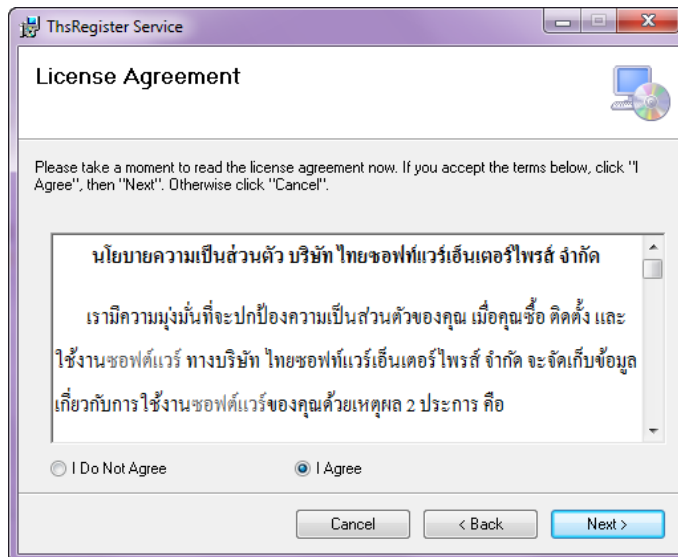 ThsRegister Service
License Agreement
Please take a moment to read the license agreement now. If you accept the terms below, click "I
Agree", then "Next". Otherwise click "Cancel".
นโยบายความเป็นส่วนตัว บริษัท ไทยซอฟท์แวร์เอ็นเตอร์ไพรส์ จำกัด
เรามีความมุ่งมั่นที่จะปกป้องความเป็นส่วนตัวของคุณ เมื่อคุณซื้อ ติดตั้ง และ
ใช้งานซอฟต์แวร์ ทางบริษัท ไทยซอฟท์แวร์เอ็นเตอร์ไพรส์ จำกัด จะจัดเก็บข้อมูล
เกี่ยวกับการใช้งานซอฟต์แวร์ของคุณด้วยเหตุผล 2 ประการ คือ
I Do Not Agree
I Agree
Cancel
< Back
Next >